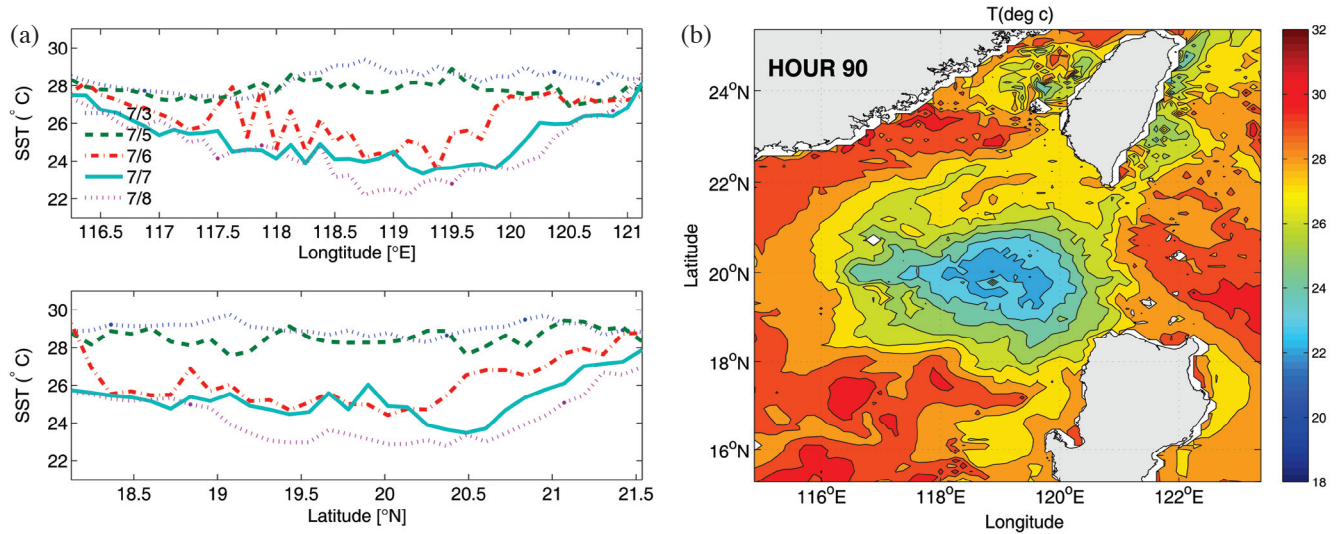 (a)
30
28
26
24
22
SST (° C)
7/3
7/5
7/6
7/7
7/8
116.5 117 117.5 118 118.5 119 119.5 120 120.5 121
Longtitude [°E]
30
28
26
24
22
SST (° C)
18.5 19 19.5 20 20.5 21 21.5
Latitude [°N]
(b)
T(deg c)
HOUR 90
24°N
22°N
20°N
18°N
16°N
Latitude
116°E 118°E 120°E 122°E
Longitude
32
30
28
26
24
22
20
18